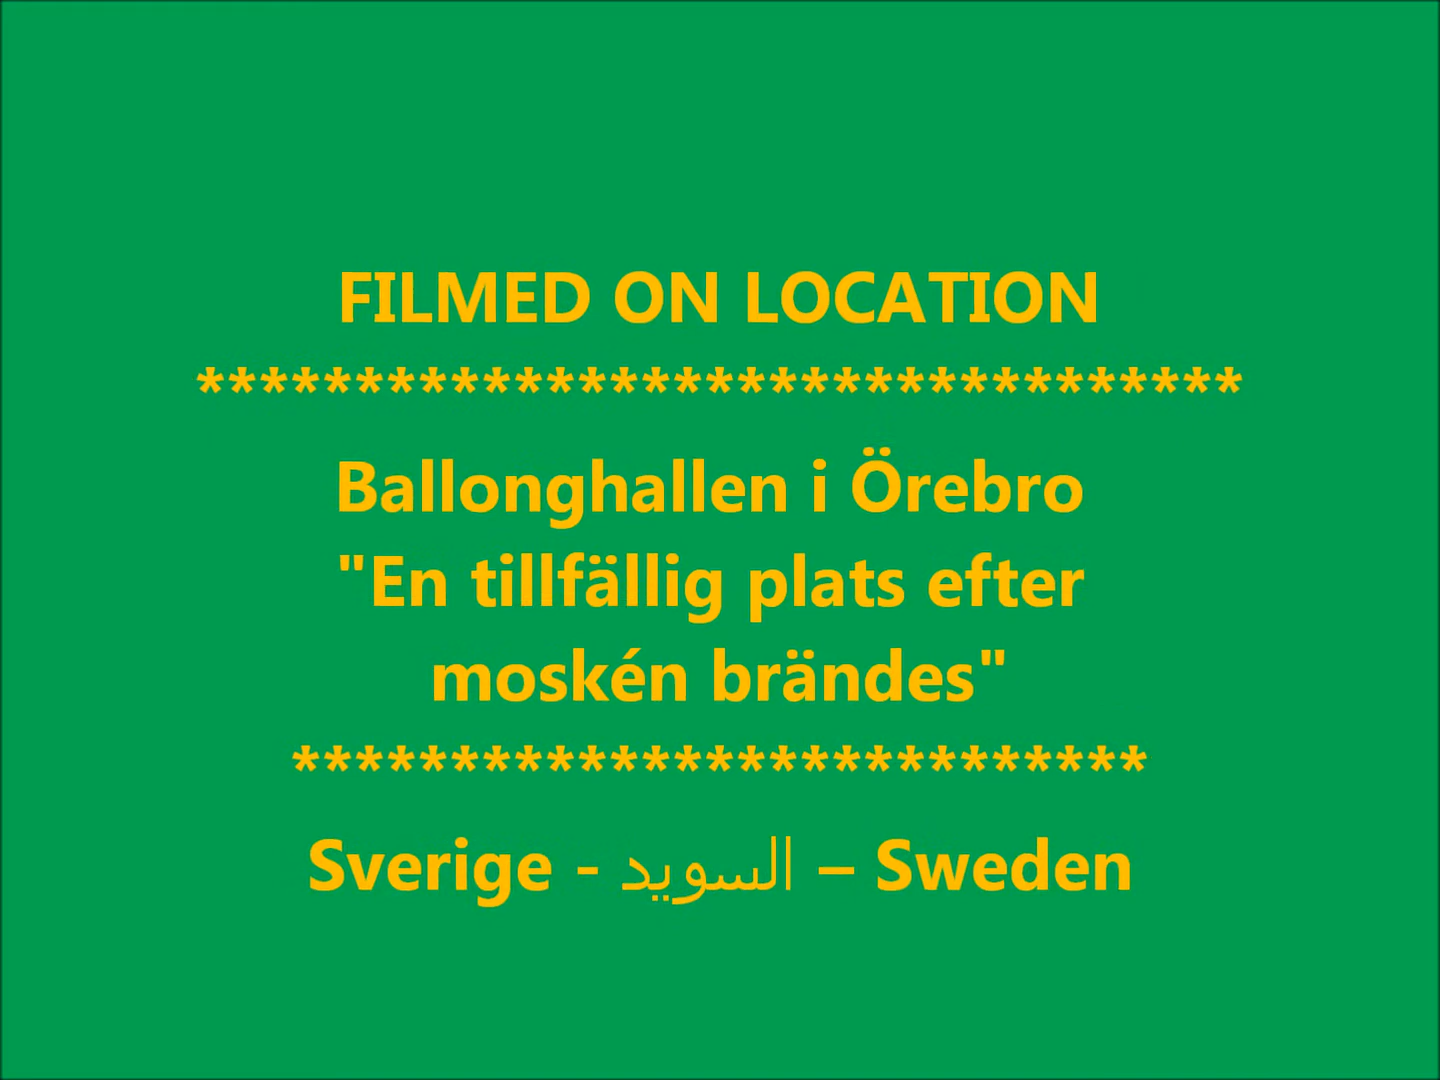 FILMED ON LOCATION
*********************************
Ballonghallen i Örebro
"En tillfällig plats efter
moskén brändes"
***************************
Sverige - السويد – Sweden